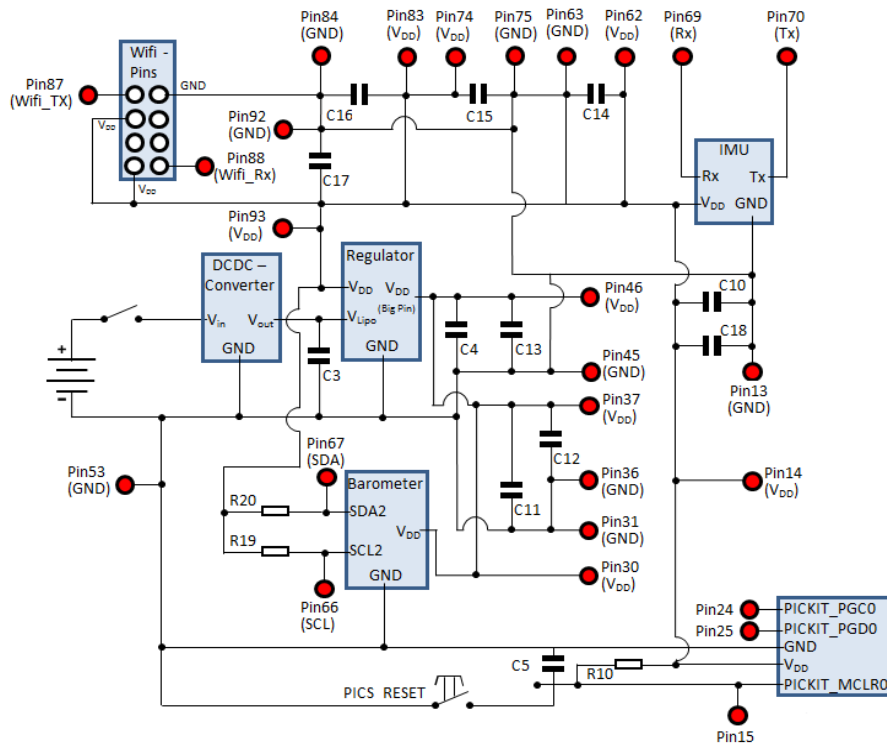 Pin84
(GND)
Pin83
(VDD)
Pin74
(VDD)
Pin75
(GND)
Pin63
(GND)
Pin62
(VDD)
Pin69
(Rx)
Pin70
(Tx)
Wifi -
Pins
Pin87
(Wifi_TX)
GND
VDD
VDD
Pin92
(GND)
C16
C15
C14
Pin88
(Wifi_Rx)
C17
IMU
Rx
Tx
VDD
GND
Pin93
(VDD)
DCDC –
Converter
Vin
Vout
GND
Regulator
VDD
VDD
(Big Pin)
VLipo
GND
Pin46
(VDD)
C10
C18
C3
C4
C13
Pin45
(GND)
Pin13
(GND)
+
-
Pin37
(VDD)
C12
Pin67
(SDA)
Pin53
(GND)
Pin36
(GND)
Pin14
(VDD)
Barometer
R20
SDA2
C11
VDD
R19
SCL2
GND
Pin31
(GND)
Pin30
(VDD)
Pin66
(SCL)
Pin24
PICKIT_PGC0
Pin25
PICKIT_PGD0
GND
VDD
PICKIT_MCLR0
C5
R10
PICS RESET
Pin15